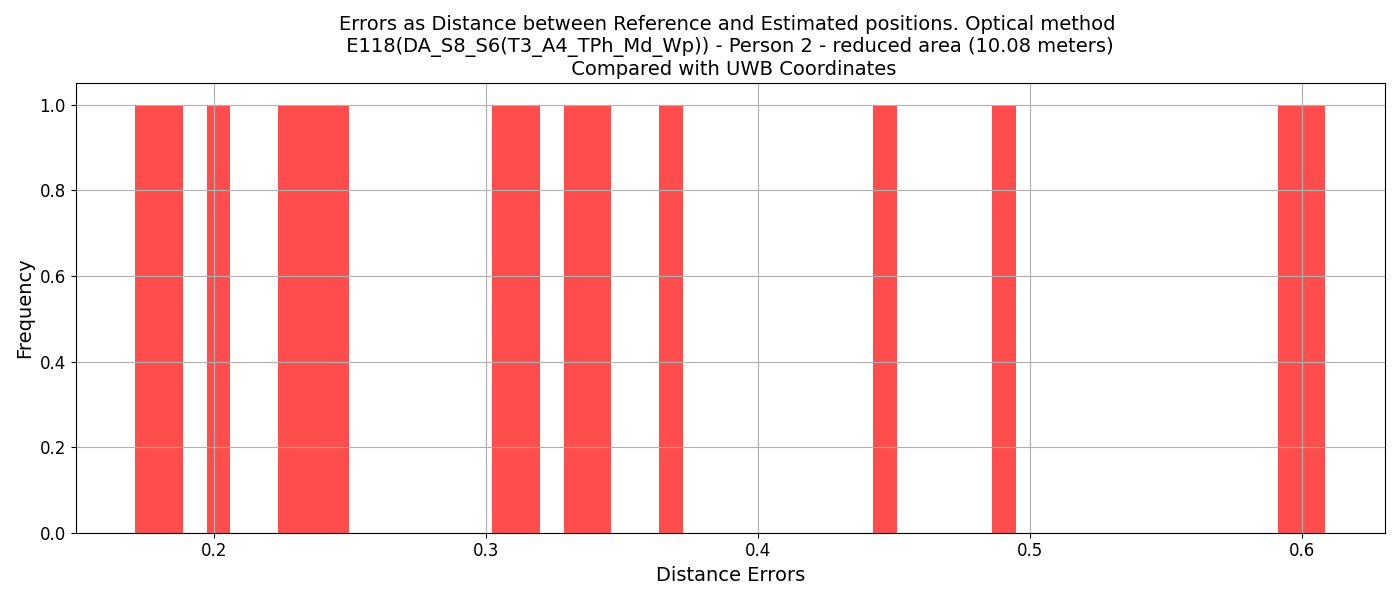 Errors as Distance between Reference and Estimated positions. Optical method
E118(DA_S8_S6(T3_A4_TPh_Md_Wp)) - Person 2 - reduced area (10.08 meters)
Compared with UWB Coordinates
1.0
0.8
0.6
0.4
0.2
0.0
Frequency
0.2 0.3 0.4 0.5 0.6
Distance Errors